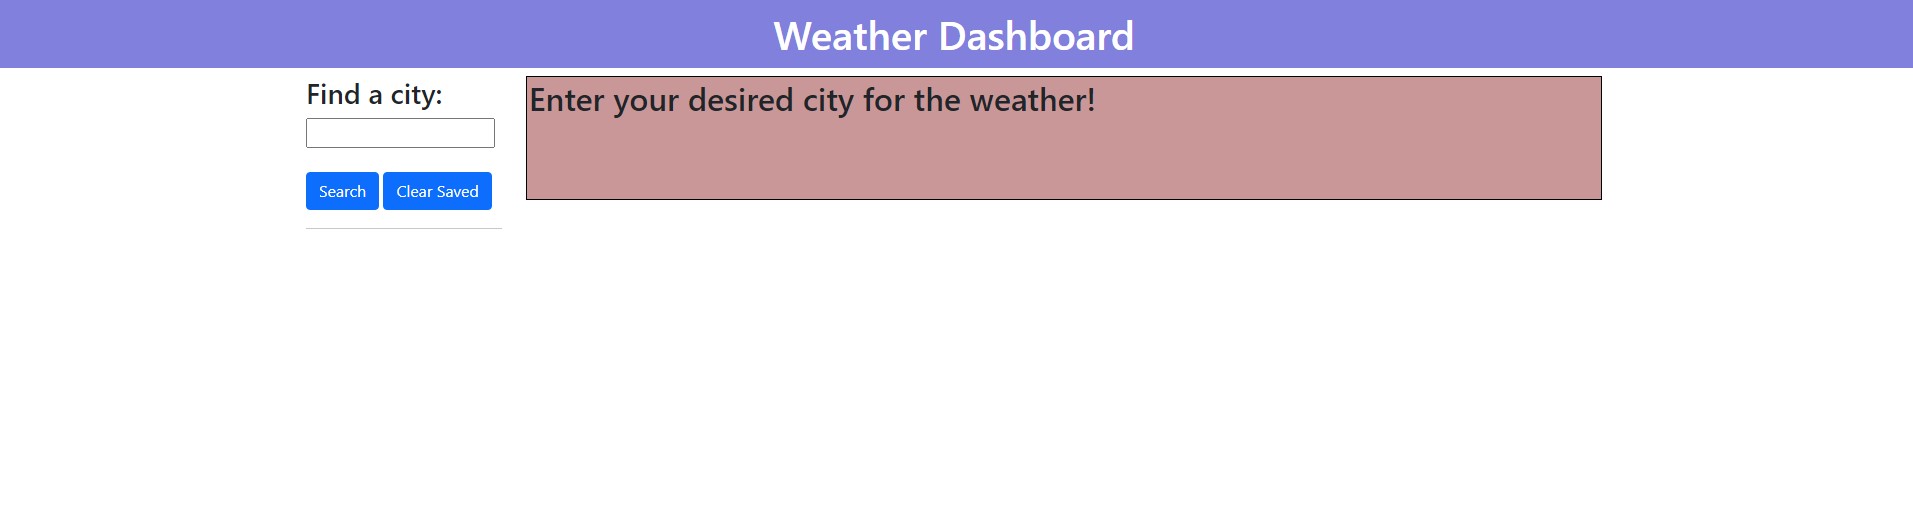 Weather Dashboard
Find a city:
Search Clear Saved
Enter your desired city for the weather!